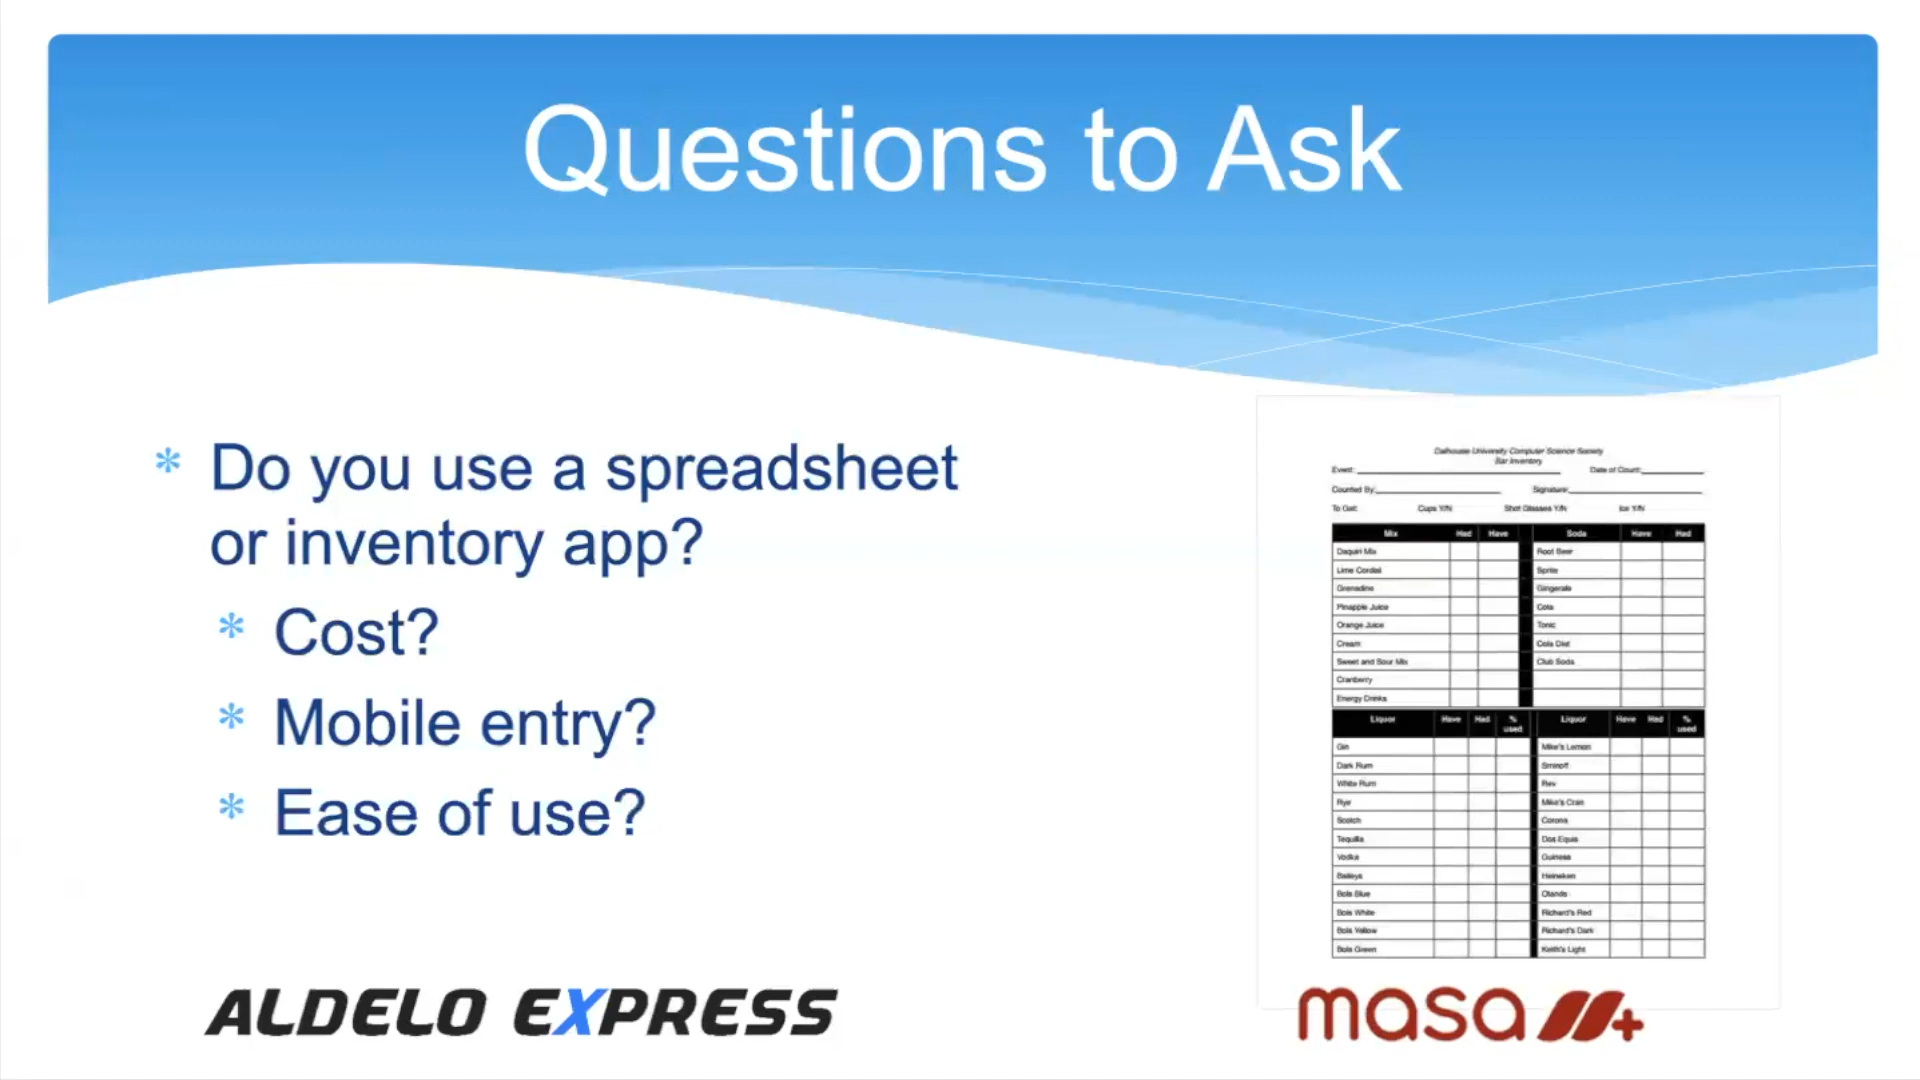 Questions to Ask
* Do you use a spreadsheet
or inventory app?
* Cost?
* Mobile entry?
* Ease of use?
Dalhouse University Computer Science Society
Bar Inventory
Event: Date of Count:
Counted By: Signature:
To Get: Cups Y/N Shot Glasses Y/N Ice Y/N
Mix Had Have Soda Have Had
Daquiri Mix Root Beer
Lime Cordial Sprite
Grenadine Gingerale
Pinapple Juice Cola
Orange Juice Tonic
Cream Cola Diet
Sweet and Sour Mix Club Soda
Cranberry
Energy Drinks
Liquor Have Had % used Liquor Have Had % used
Gin Mike's Lemon
Dark Rum Smirnoff
White Rum Rev
Rye Mike's Cran
Scotch Corona
Tequilla Dos Equis
Vodka Guiness
Baileys Heineken
Bols Blue Olands
Bols White Richard's Red
Bols Yellow Richard's Dark
Bols Green Keith's Light
ALDELO EXPRESS
masa